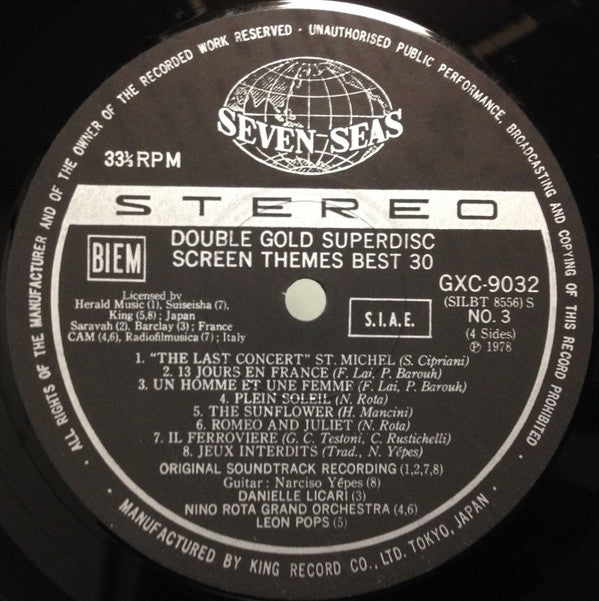 · ALL RIGHTS OF THE MANUFACTURER AND OF THE OWNER OF THE RECORDED WORK RESERVED · UNAUTHORISED PUBLIC PERFORMANCE, BROADCASTING AND COPYING OF THIS RECORD PROHIBITED ·
SEVEN SEAS
33⅓RPM
STEREO
BIEM
DOUBLE GOLD SUPERDISC
SCREEN THEMES BEST 30
Licensed by
Herald Music (1), Suiseisha (7),
King (5,8) ; Japan
Saravah (2), Barclay (3) ; France
CAM (4,6), Radiofilmusica (7) ; Italy
S.I.A.E.
GXC-9032
(SILBT 8556) S
NO. 3
(4 Sides)
℗ 1978
1. "THE LAST CONCERT" ST. MICHEL (S. Cipriani)
2. 13 JOURS EN FRANCE (F. Lai, P. Barouh)
3. UN HOMME ET UNE FEMME (F. Lai, P. Barouh)
4. PLEIN SOLEIL (N. Rota)
5. THE SUNFLOWER (H. Mancini)
6. ROMEO AND JULIET (N. Rota)
7. IL FERROVIERE (G. C. Testoni, C. Rustichelli)
8. JEUX INTERDITS (Trad., N. Yépes)
ORIGINAL SOUNDTRACK RECORDING (1,2,7,8)
Guitar : Narciso Yépes (8)
DANIELLE LICARI (3)
NINO ROTA GRAND ORCHESTRA (4,6)
LEON POPS (5)
MANUFACTURED BY KING RECORD CO., LTD. TOKYO, JAPAN ·